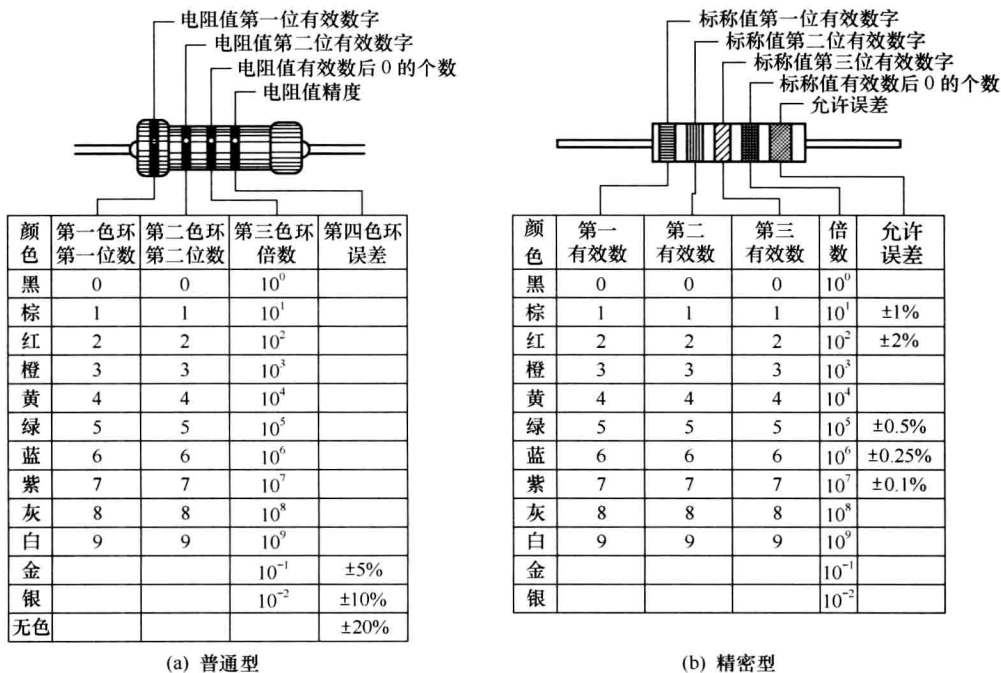 电阻值第一位有效数字
电阻值第二位有效数字
电阻值有效数后 0 的个数
电阻值精度
颜色 第一色环第一位数 第二色环第二位数 第三色环倍数 第四色环误差
黑 0 0 10⁰
棕 1 1 10¹
红 2 2 10²
橙 3 3 10³
黄 4 4 10⁴
绿 5 5 10⁵
蓝 6 6 10⁶
紫 7 7 10⁷
灰 8 8 10⁸
白 9 9 10⁹
金 10⁻¹ ±5%
银 10⁻² ±10%
无色 ±20%
(a) 普通型
标称值第一位有效数字
标称值第二位有效数字
标称值第三位有效数字
标称值有效数后 0 的个数
允许误差
颜色 第一有效数 第二有效数 第三有效数 倍数 允许误差
黑 0 0 0 10⁰
棕 1 1 1 10¹ ±1%
红 2 2 2 10² ±2%
橙 3 3 3 10³
黄 4 4 4 10⁴
绿 5 5 5 10⁵ ±0.5%
蓝 6 6 6 10⁶ ±0.25%
紫 7 7 7 10⁷ ±0.1%
灰 8 8 8 10⁸
白 9 9 9 10⁹
金 10⁻¹
银 10⁻²
(b) 精密型